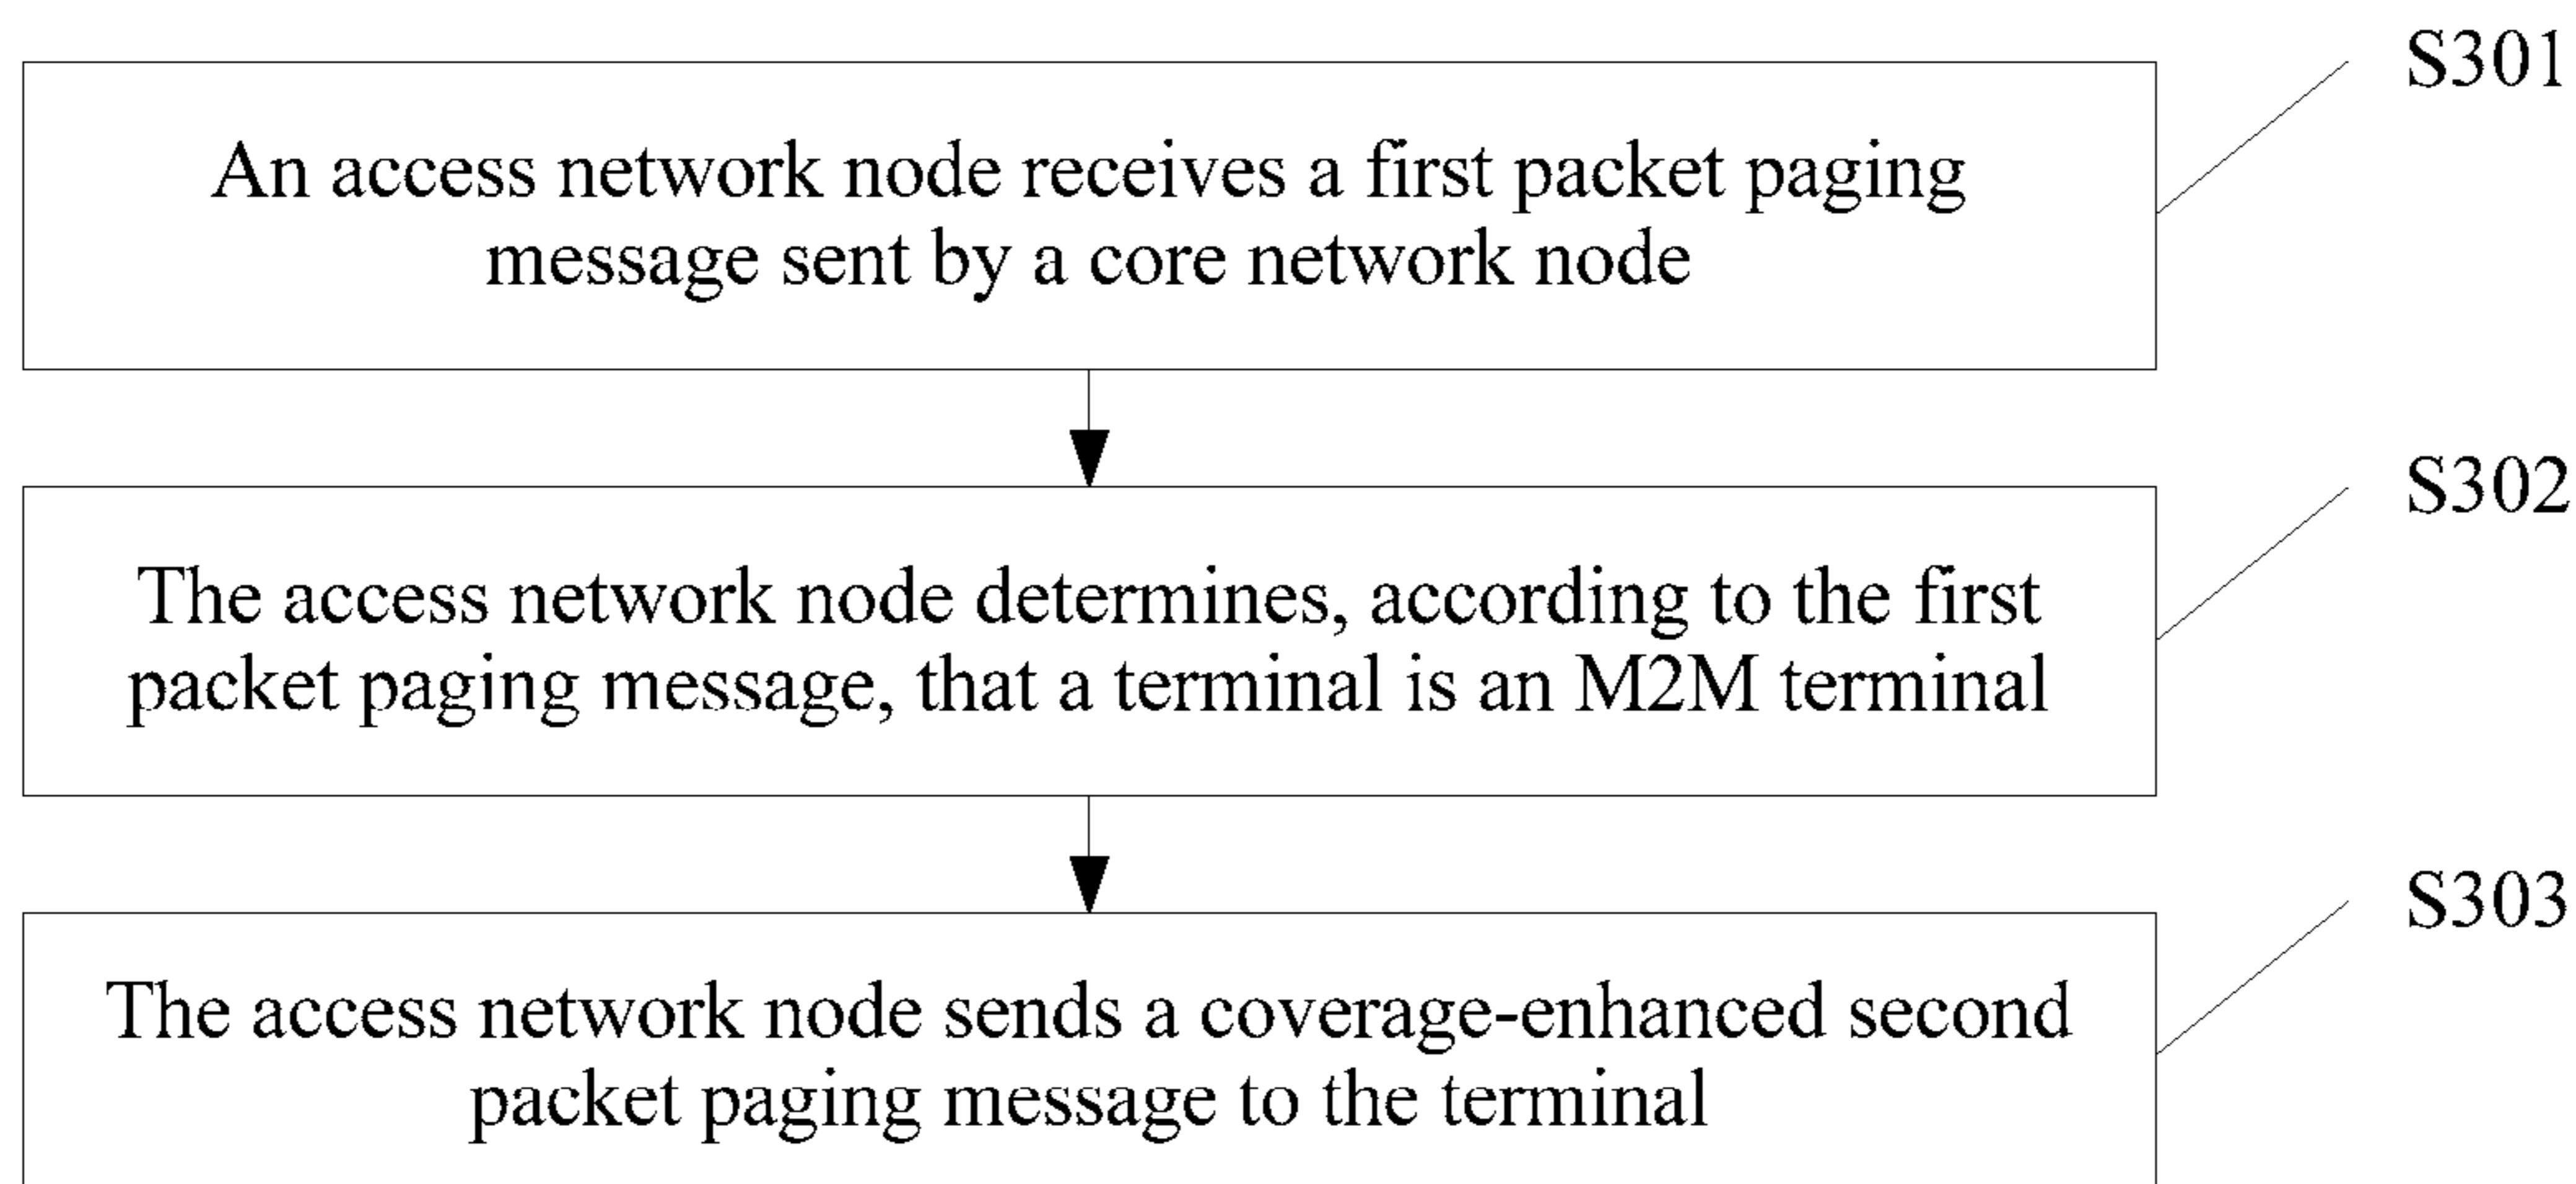 S301
An access network node receives a first packet paging
message sent by a core network node
S302
The access network node determines, according to the first
packet paging message, that a terminal is an M2M terminal
S303
The access network node sends a coverage-enhanced second
packet paging message to the terminal